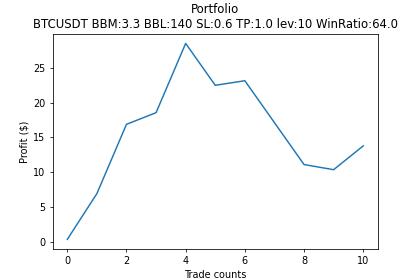 Portfolio
BTCUSDT BBM:3.3 BBL:140 SL:0.6 TP:1.0 lev:10 WinRatio:64.0
25
20
15
10
5
0
Profit ($)
0 2 4 6 8 10
Trade counts